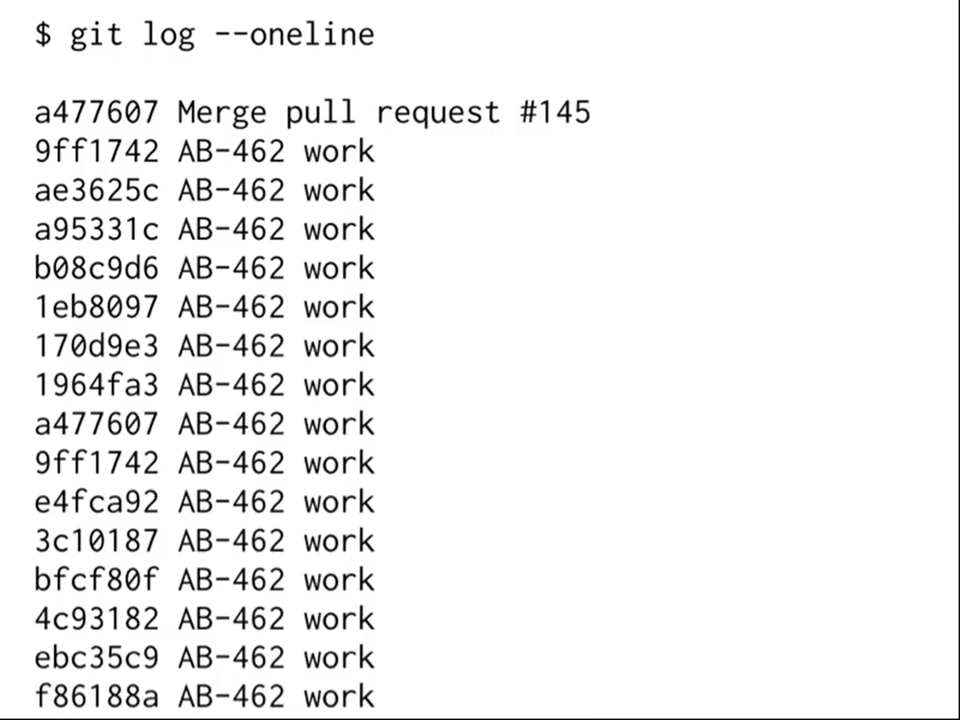 $ git log --oneline
a477607 Merge pull request #145
9ff1742 AB-462 work
ae3625c AB-462 work
a95331c AB-462 work
b08c9d6 AB-462 work
1eb8097 AB-462 work
170d9e3 AB-462 work
1964fa3 AB-462 work
a477607 AB-462 work
9ff1742 AB-462 work
e4fca92 AB-462 work
3c10187 AB-462 work
bfcf80f AB-462 work
4c93182 AB-462 work
ebc35c9 AB-462 work
f86188a AB-462 work